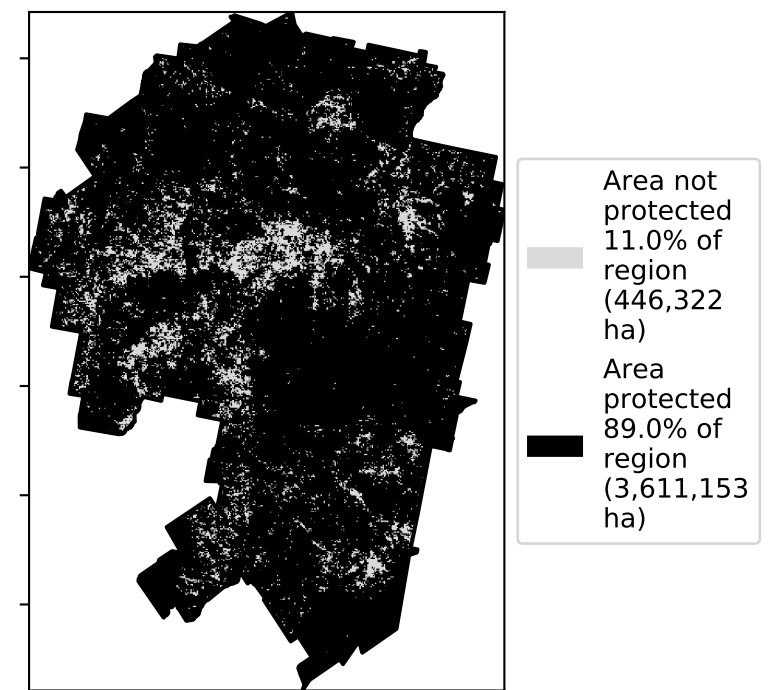 Area not
protected
11.0% of
region
(446,322
ha)
Area
protected
89.0% of
region
(3,611,153
ha)